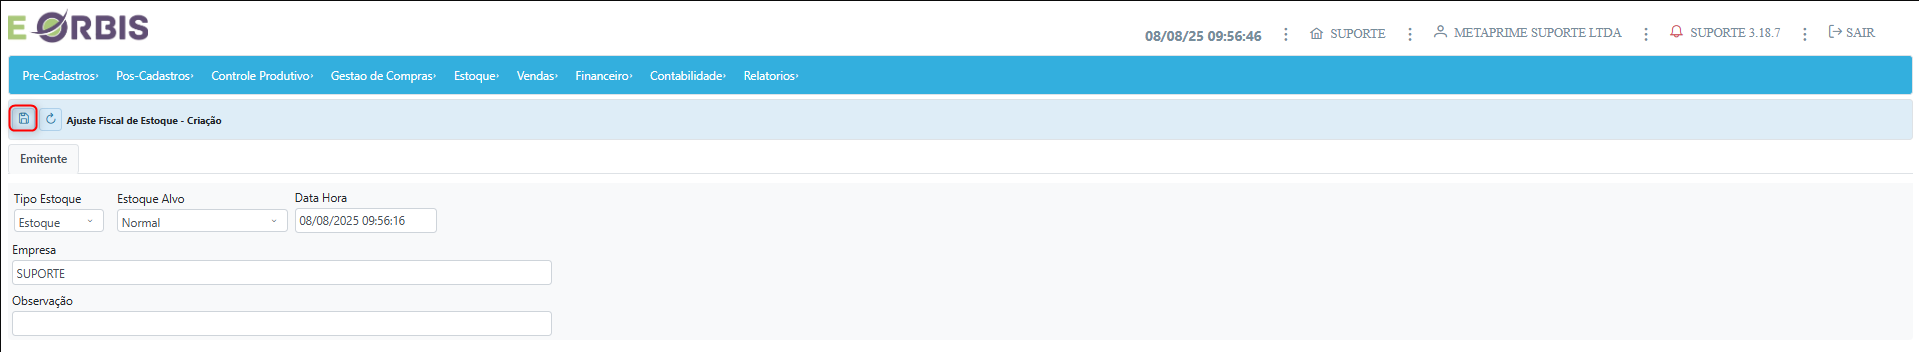 E ORBIS
08/08/25 09:56:46 SUPORTE METAPRIME SUPORTE LTDA SUPORTE 3.18.7 SAIR
Pre-Cadastros Pos-Cadastros Controle Produtivo Gestao de Compras Estoque Vendas Financeiro Contabilidade Relatorios
Ajuste Fiscal de Estoque - Criação
Emitente
Tipo Estoque Estoque Alvo Data Hora
Estoque Normal 08/08/2025 09:56:16
Empresa
SUPORTE
Observação